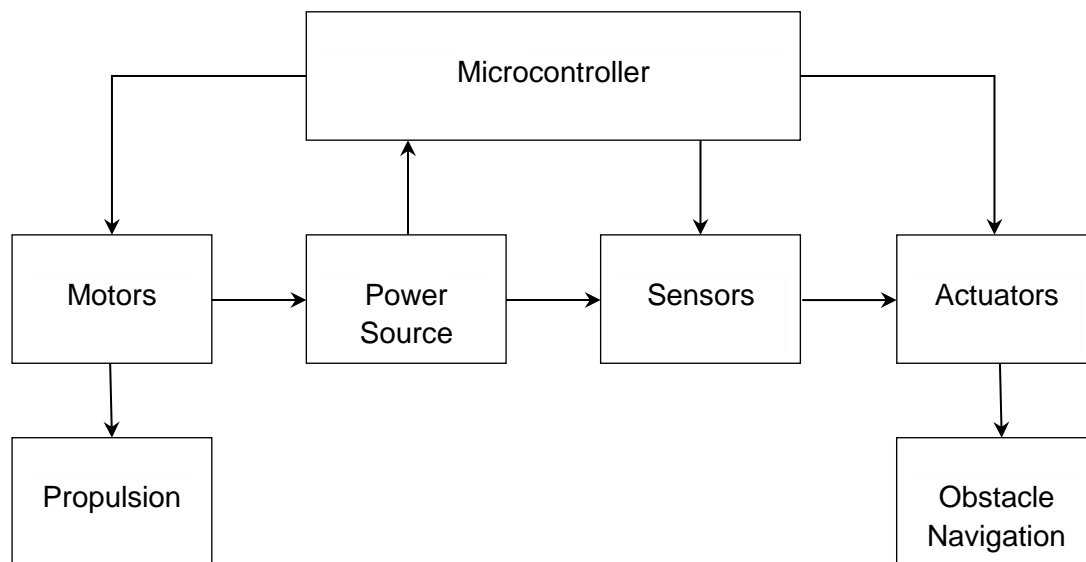 Microcontroller
Motors
Power
Source
Sensors
Actuators
Propulsion
Obstacle
Navigation